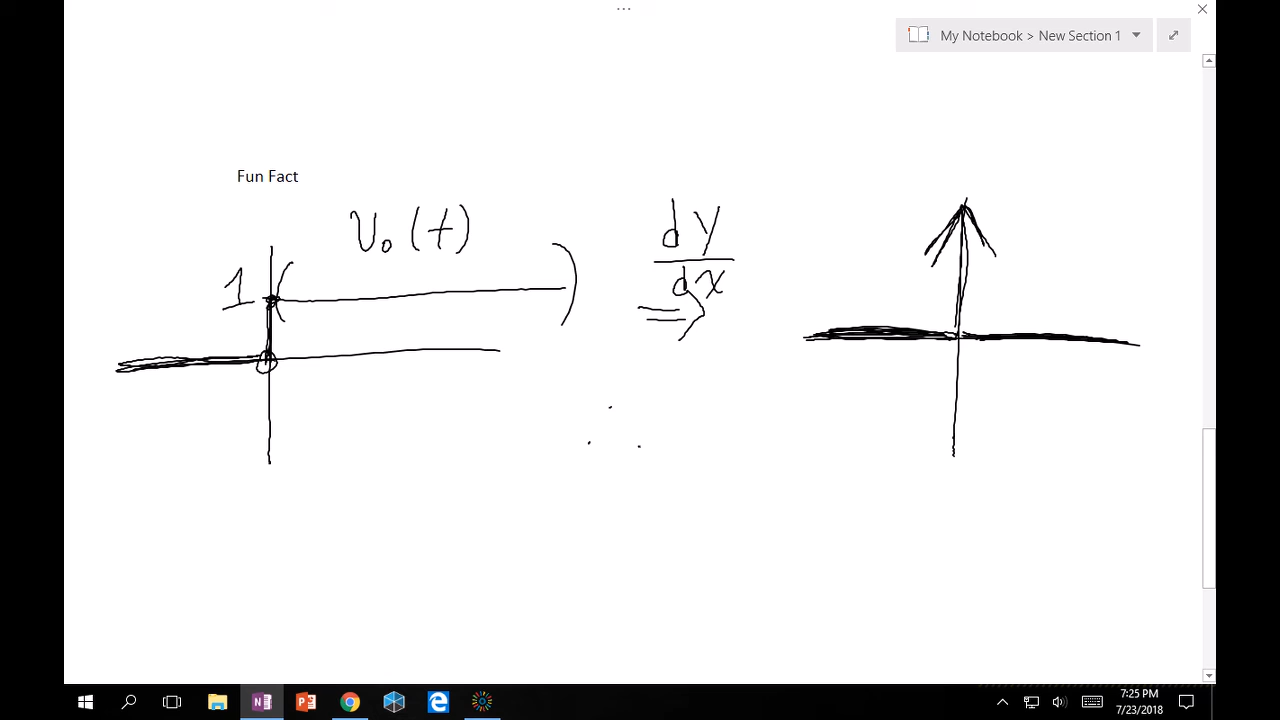 My Notebook > New Section 1
Fun Fact
U₀(t)
1
dy
dx
⇒
∴
7:25 PM
7/23/2018